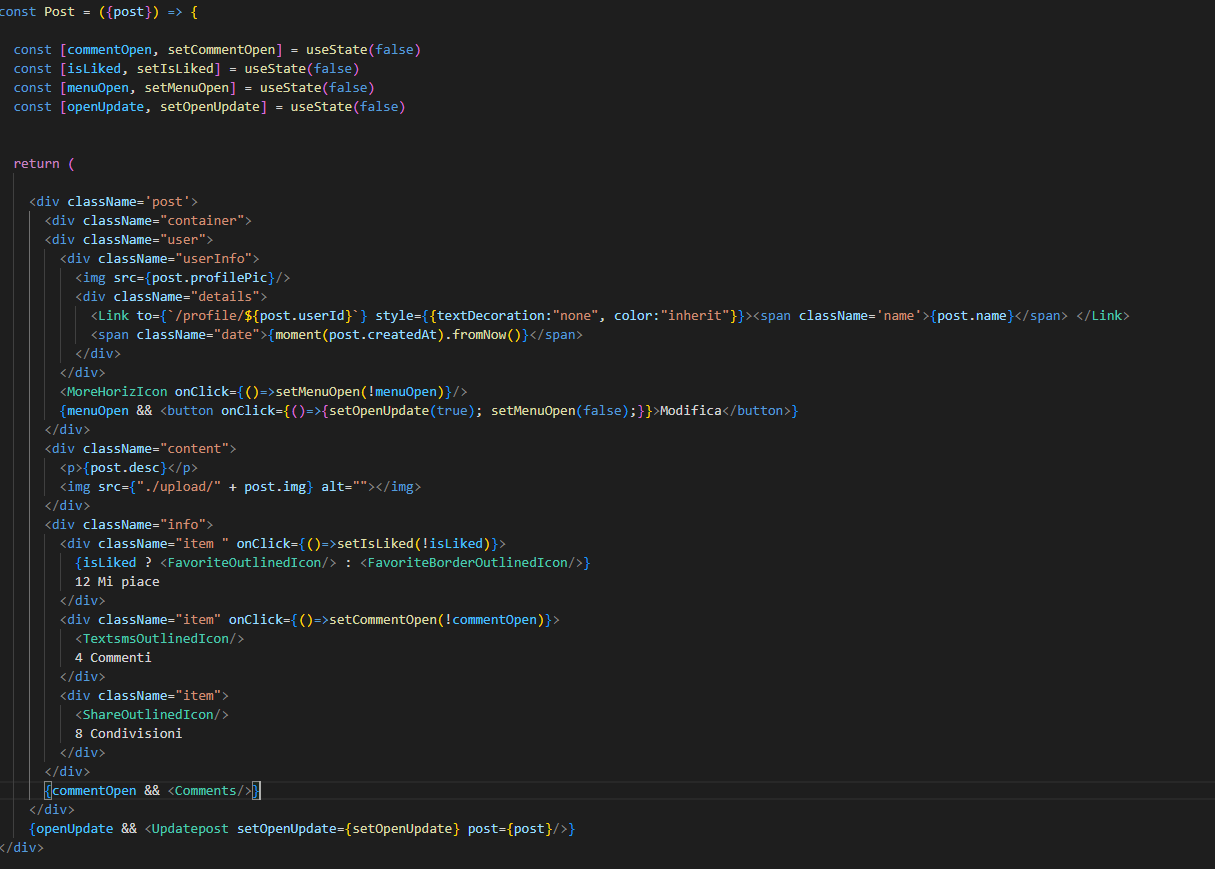 const Post = ({post}) => {
const [commentOpen, setCommentOpen] = useState(false)
const [isLiked, setIsLiked] = useState(false)
const [menuOpen, setMenuOpen] = useState(false)
const [openUpdate, setOpenUpdate] = useState(false)
return (
<div className='post'>
<div className="container">
<div className="user">
<div className="userInfo">
<img src={post.profilePic}/>
<div className="details">
<Link to={`/profile/${post.userId}`} style={{textDecoration:"none", color:"inherit"}}><span className='name'>{post.name}</span> </Link>
<span className="date">{moment(post.createdAt).fromNow()}</span>
</div>
</div>
<MoreHorizIcon onClick={()=>setMenuOpen(!menuOpen)}/>
{menuOpen && <button onClick={()=>{setOpenUpdate(true); setMenuOpen(false);}}>Modifica</button>}
</div>
<div className="content">
<p>{post.desc}</p>
<img src={"./upload/" + post.img} alt=""></img>
</div>
<div className="info">
<div className="item " onClick={()=>setIsLiked(!isLiked)}>
{isLiked ? <FavoriteOutlinedIcon/> : <FavoriteBorderOutlinedIcon/>}
12 Mi piace
</div>
<div className="item" onClick={()=>setCommentOpen(!commentOpen)}>
<TextsmsOutlinedIcon/>
4 Commenti
</div>
<div className="item">
<ShareOutlinedIcon/>
8 Condivisioni
</div>
</div>
{commentOpen && <Comments/>}
</div>
{openUpdate && <Updatepost setOpenUpdate={setOpenUpdate} post={post}/>}
</div>